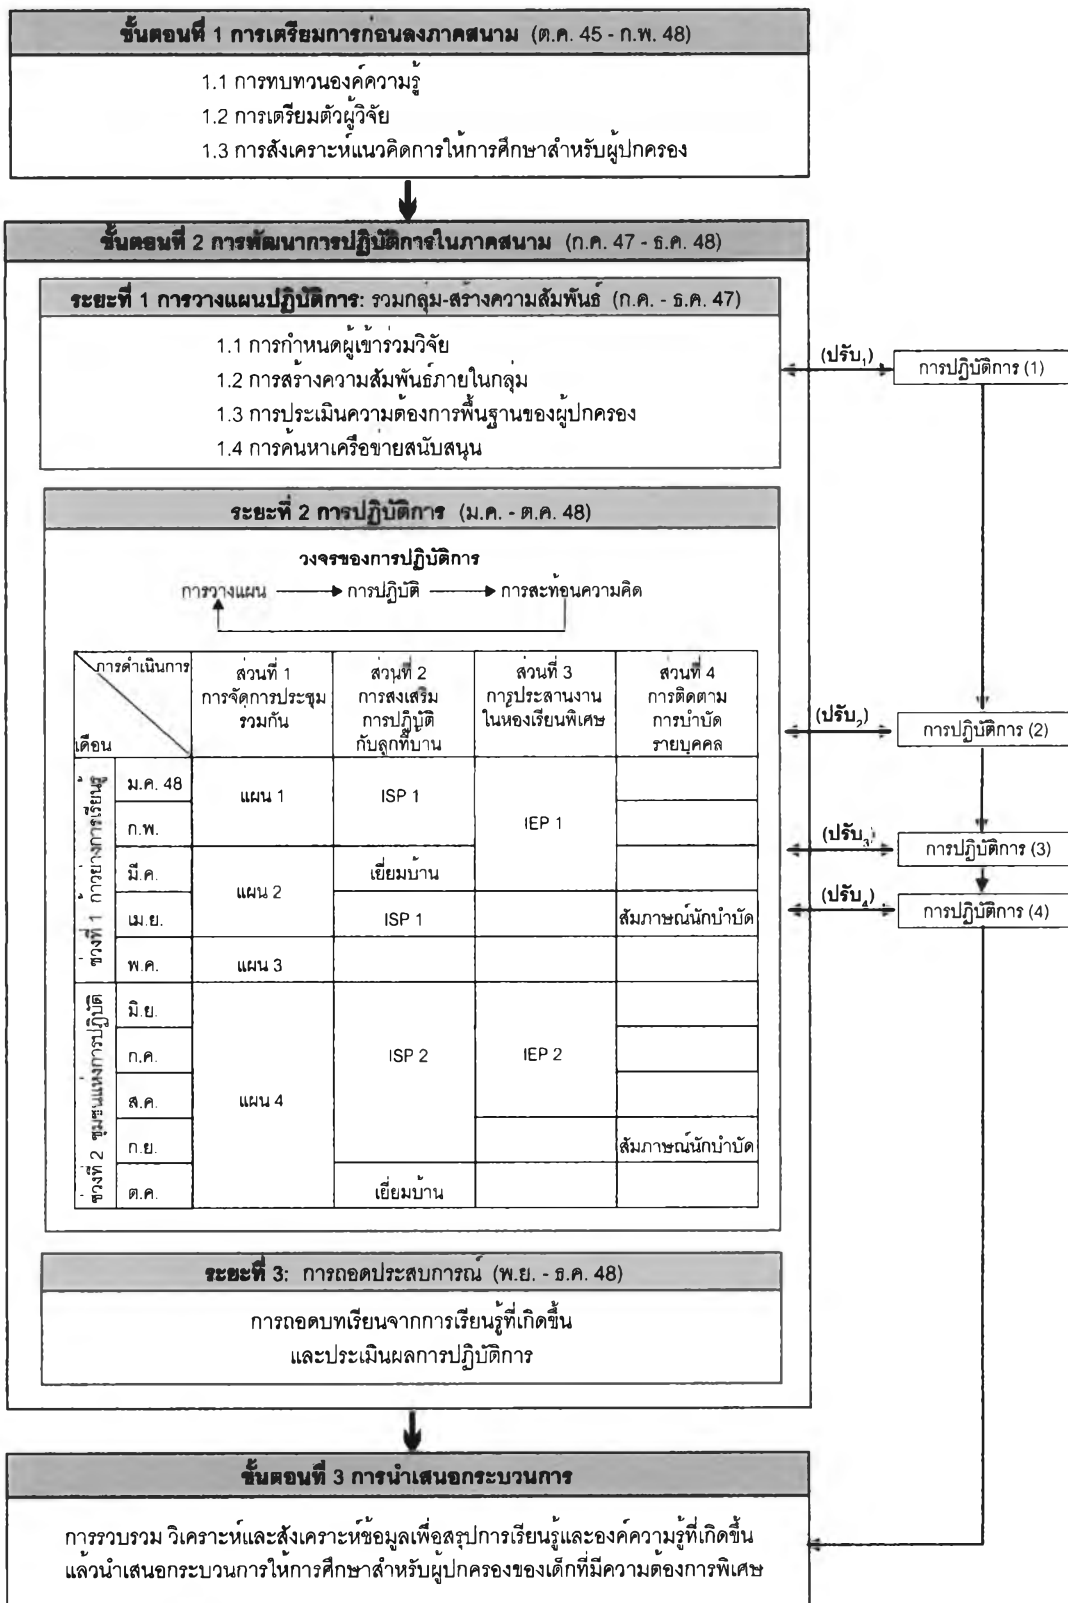 ขั้นตอนที่ 1 การเตรียมการก่อนลงภาคสนาม (ต.ค. 45 - ก.พ. 48)
1.1 การทบทวนองค์ความรู้
1.2 การเตรียมตัวผู้วิจัย
1.3 การสังเคราะห์แนวคิดการให้การศึกษาสำหรับผู้ปกครอง
ขั้นตอนที่ 2 การพัฒนาการปฏิบัติการในภาคสนาม (ก.ค. 47 - ธ.ค. 48)
ระยะที่ 1 การวางแผนปฏิบัติการ: รวมกลุ่ม-สร้างความสัมพันธ์ (ก.ค. - ธ.ค. 47)
1.1 การกำหนดผู้เข้าร่วมวิจัย
1.2 การสร้างความสัมพันธ์ภายในกลุ่ม
1.3 การประเมินความต้องการพื้นฐานของผู้ปกครอง
1.4 การค้นหาเครือข่ายสนับสนุน
(ปรับ1)
การปฏิบัติการ (1)
ระยะที่ 2 การปฏิบัติการ (ม.ค. - ต.ค. 48)
วงจรของการปฏิบัติการ
การวางแผน การปฏิบัติ การสะท้อนความคิด
การดำเนินการ
เดือน
ส่วนที่ 1
การจัดการประชุม
ร่วมกัน
ส่วนที่ 2
การส่งเสริม
การปฏิบัติ
กับลูกที่บ้าน
ส่วนที่ 3
การประสานงาน
ในห้องเรียนพิเศษ
ส่วนที่ 4
การติดตาม
การบำบัด
รายบุคคล
(ปรับ2)
การปฏิบัติการ (2)
ช่วงที่ 1 ก้าวย่างการเรียนรู้
ม.ค. 48
แผน 1
ISP 1
IEP 1
ก.พ.
มี.ค.
แผน 2
เยี่ยมบ้าน
(ปรับ3)
การปฏิบัติการ (3)
เม.ย.
ISP 1
สัมภาษณ์นักบำบัด
(ปรับ4)
การปฏิบัติการ (4)
พ.ค.
แผน 3
ช่วงที่ 2 ชุมชนแห่งการปฏิบัติ
มิ.ย.
ก.ค.
ISP 2
IEP 2
ส.ค.
แผน 4
ก.ย.
สัมภาษณ์นักบำบัด
ต.ค.
เยี่ยมบ้าน
ระยะที่ 3: การถอดประสบการณ์ (พ.ย. - ธ.ค. 48)
การถอดบทเรียนจากการเรียนรู้ที่เกิดขึ้น
และประเมินผลการปฏิบัติการ
ขั้นตอนที่ 3 การนำเสนอกระบวนการ
การรวบรวม วิเคราะห์และสังเคราะห์ข้อมูลเพื่อสรุปการเรียนรู้และองค์ความรู้ที่เกิดขึ้น
แล้วนำเสนอกระบวนการให้การศึกษาสำหรับผู้ปกครองของเด็กที่มีความต้องการพิเศษ